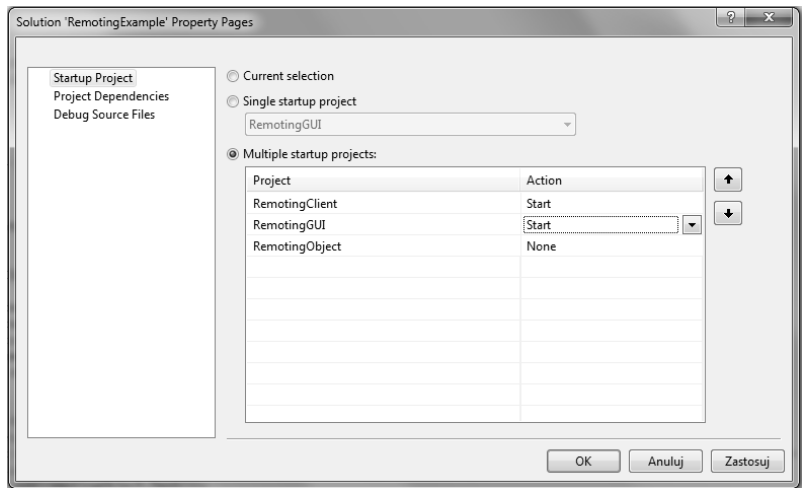 Solution 'RemotingExample' Property Pages
Startup Project
Project Dependencies
Debug Source Files
Current selection
Single startup project
RemotingGUI
Multiple startup projects:
Project Action
RemotingClient Start
RemotingGUI Start
RemotingObject None
OK Anuluj Zastosuj